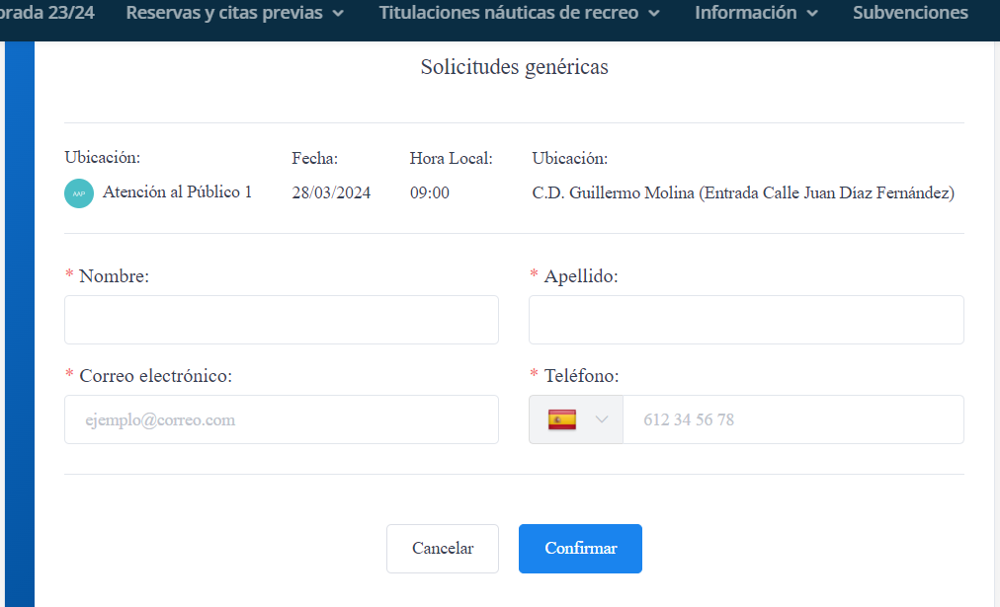 orada 23/24 Reservas y citas previas Titulaciones náuticas de recreo Información Subvenciones
Solicitudes genéricas
Ubicación: Fecha: Hora Local: Ubicación:
AAP Atención al Público 1 28/03/2024 09:00 C.D. Guillermo Molina (Entrada Calle Juan Díaz Fernández)
* Nombre: * Apellido:
* Correo electrónico: * Teléfono:
ejemplo@correo.com 612 34 56 78
Cancelar Confirmar